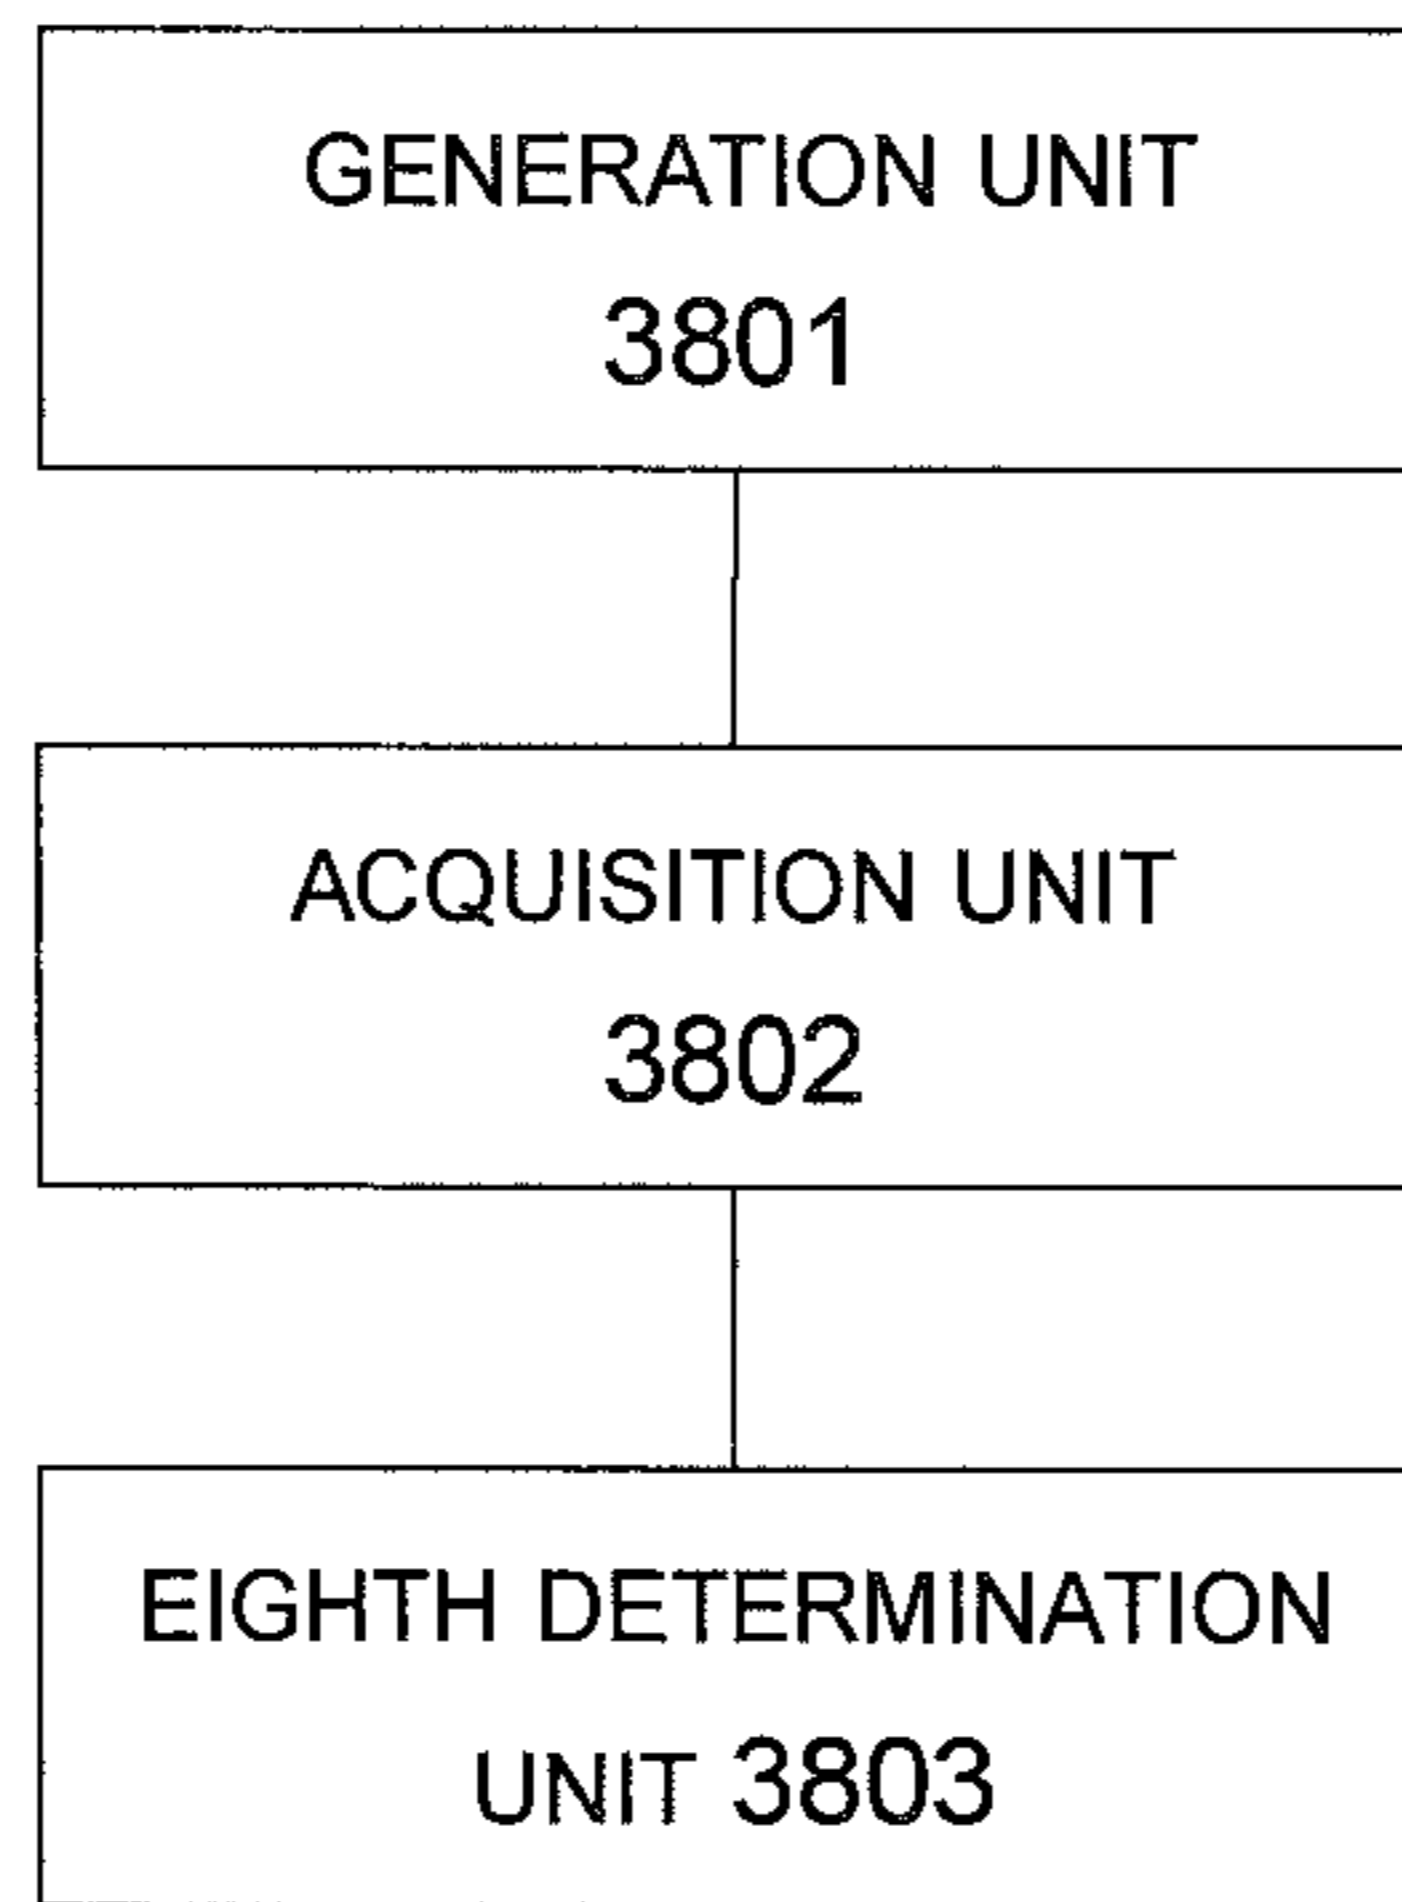 GENERATION UNIT
3801
ACQUISITION UNIT
3802
EIGHTH DETERMINATION
UNIT 3803